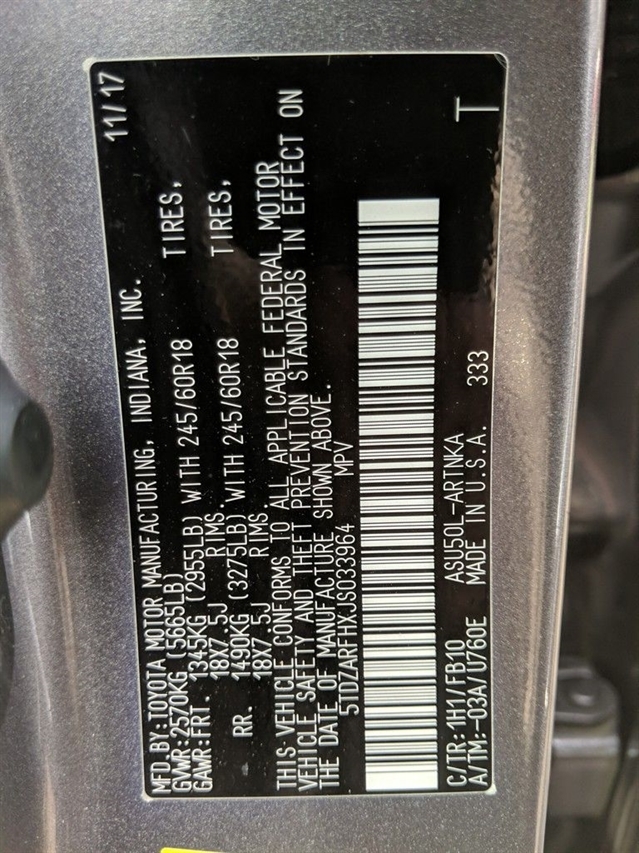 MFD.BY:TOYOTA MOTOR MANUFACTURING, INDIANA, INC. 11/17
GVWR:2570KG (5665LB)
GAWR:FRT. 1345KG (2955LB) WITH 245/60R18 TIRES,
18X7.5J RIMS.
RR. 1490KG (3275LB) WITH 245/60R18 TIRES,
18X7.5J RIMS.
THIS VEHICLE CONFORMS TO ALL APPLICABLE FEDERAL MOTOR
VEHICLE SAFETY AND THEFT PREVENTION STANDARDS IN EFFECT ON
THE DATE OF MANUFACTURE SHOWN ABOVE.
5TDZARFHXJS033964 MPV
C/TR:1H1/FB10 ASU50L-ARTNKA
A/TM:-03A/U760E MADE IN U.S.A. 333 T